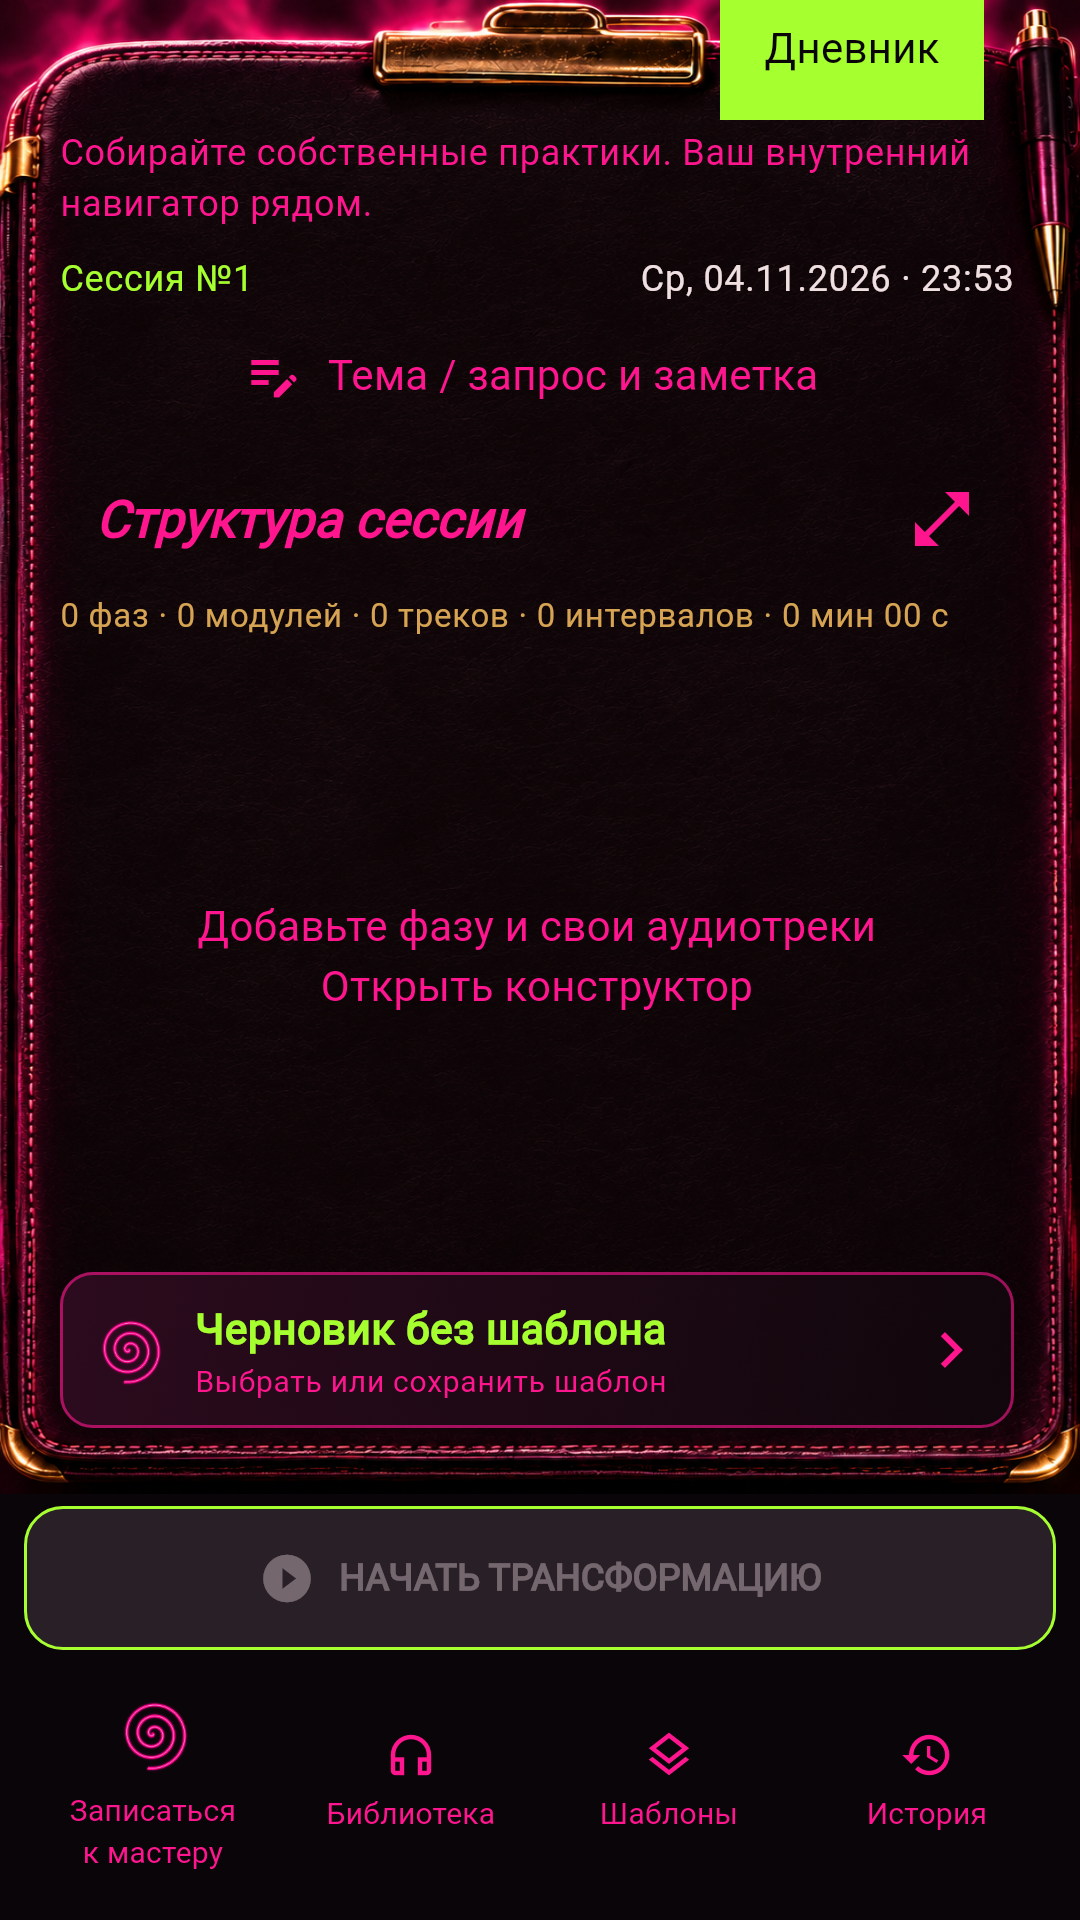 Дневник
Собирайте собственные практики. Ваш внутренний
навигатор рядом.
Сессия №1
Ср, 04.11.2026 · 23:53
Тема / запрос и заметка
Структура сессии
0 фаз · 0 модулей · 0 треков · 0 интервалов · 0 мин 00 с
Добавьте фазу и свои аудиотреки
Открыть конструктор
Черновик без шаблона
Выбрать или сохранить шаблон
НАЧАТЬ ТРАНСФОРМАЦИЮ
Записаться
к мастеру
Библиотека
Шаблоны
История